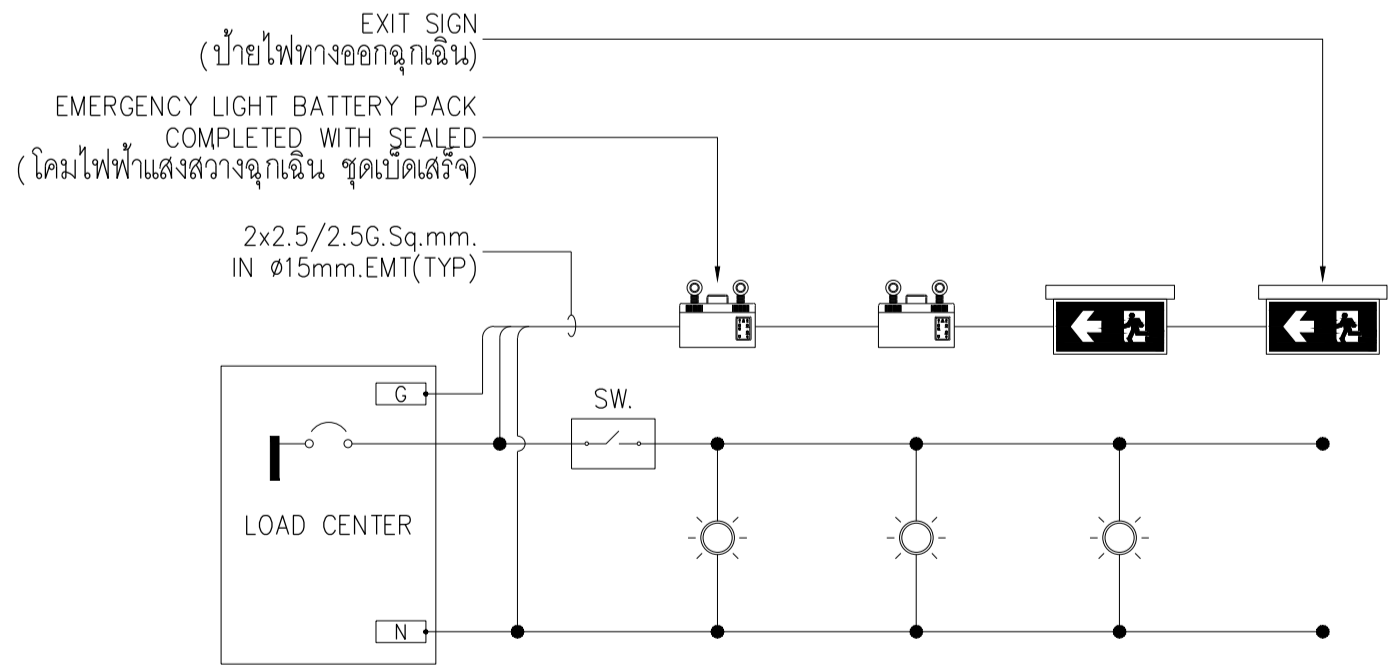 EXIT SIGN
(ป้ายไฟทางออกฉุกเฉิน)
EMERGENCY LIGHT BATTERY PACK
COMPLETED WITH SEALED
(โคมไฟฟ้าแสงสว่างฉุกเฉิน ชุดเบ็ดเสร็จ)
2x2.5/2.5G.Sq.mm.
IN Ø15mm.EMT(TYP)
G
SW.
LOAD CENTER
N